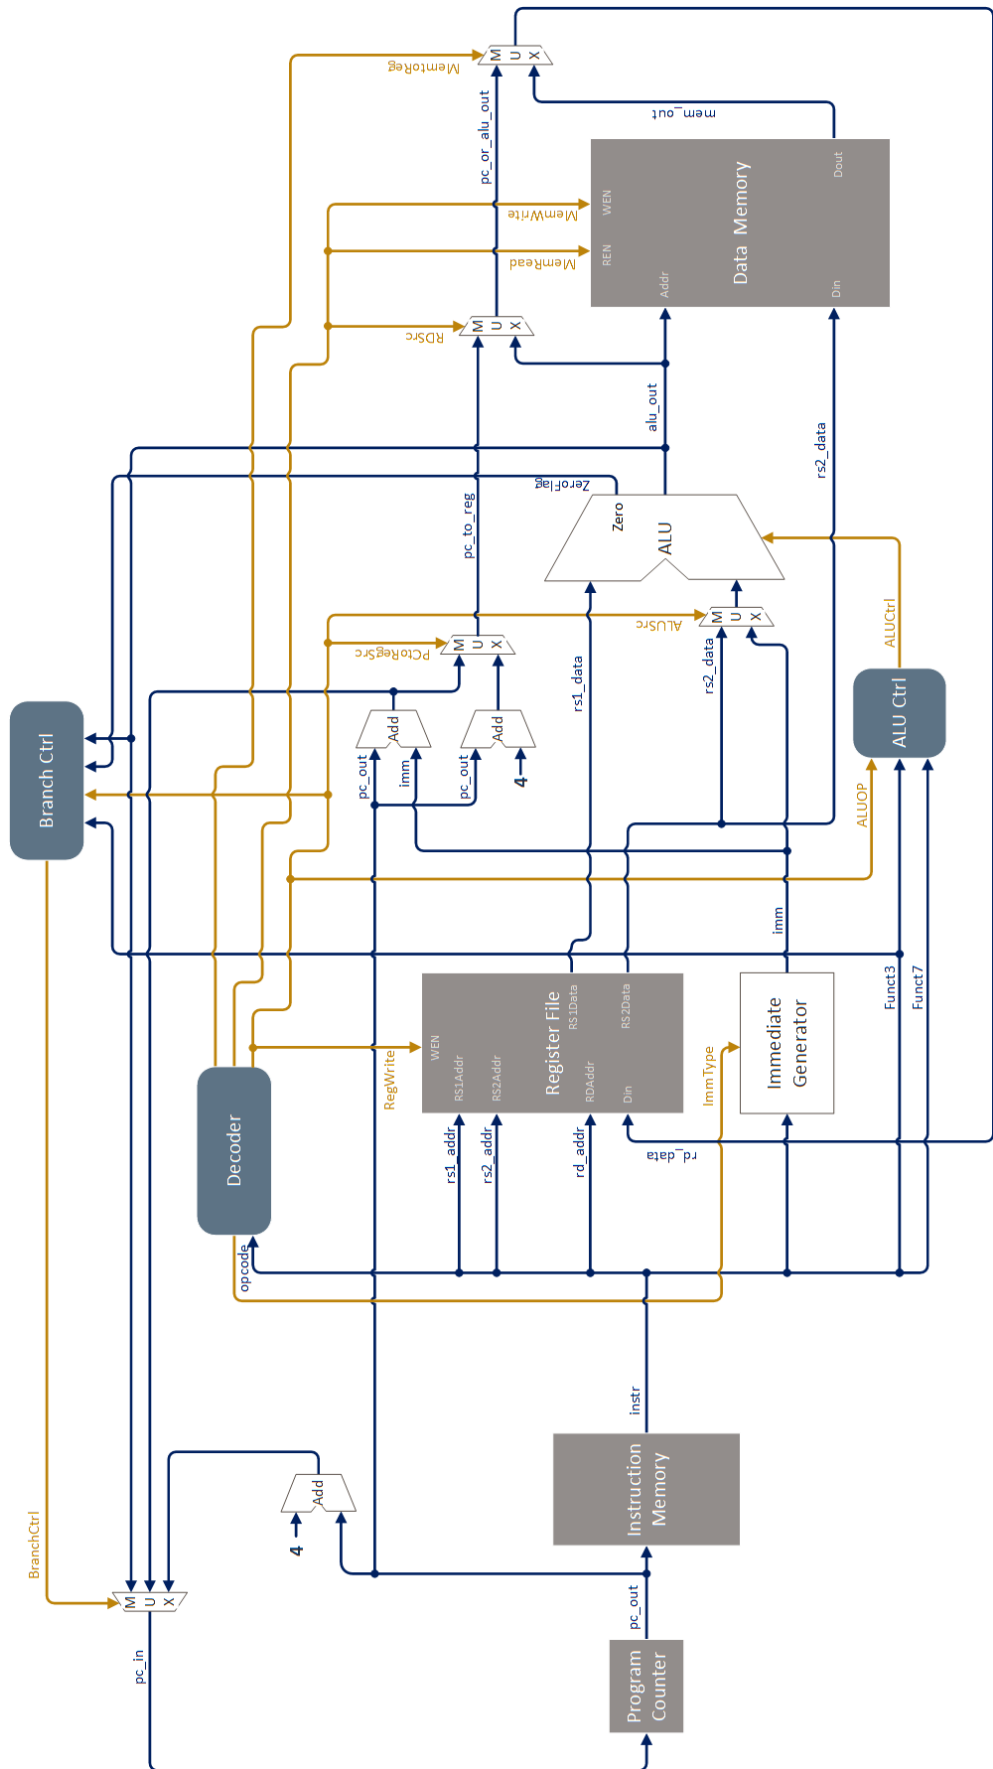 BranchCtrl
pc_in
M
U
X
4
Add
Program
Counter
pc_out
Instruction
Memory
instr
opcode
Decoder
RegWrite
rs1_addr
rs2_addr
rd_addr
rd_data
WEN
RS1Addr
RS2Addr
RDAddr
Din
Register File
RS1Data
RS2Data
ImmType
Immediate
Generator
imm
Funct3
Funct7
Branch Ctrl
pc_out
imm
Add
pc_out
4
Add
PCtoRegSrc
M
U
X
pc_to_reg
rs1_data
rs2_data
ALUSrc
M
U
X
ALUOP
ALU Ctrl
ALUCtrl
Zero
ALU
ZeroFlag
alu_out
rs2_data
RDSrc
M
U
X
pc_or_alu_out
MemRead
MemWrite
REN
WEN
Addr
Din
Data Memory
Dout
mem_out
MemtoReg
M
U
X